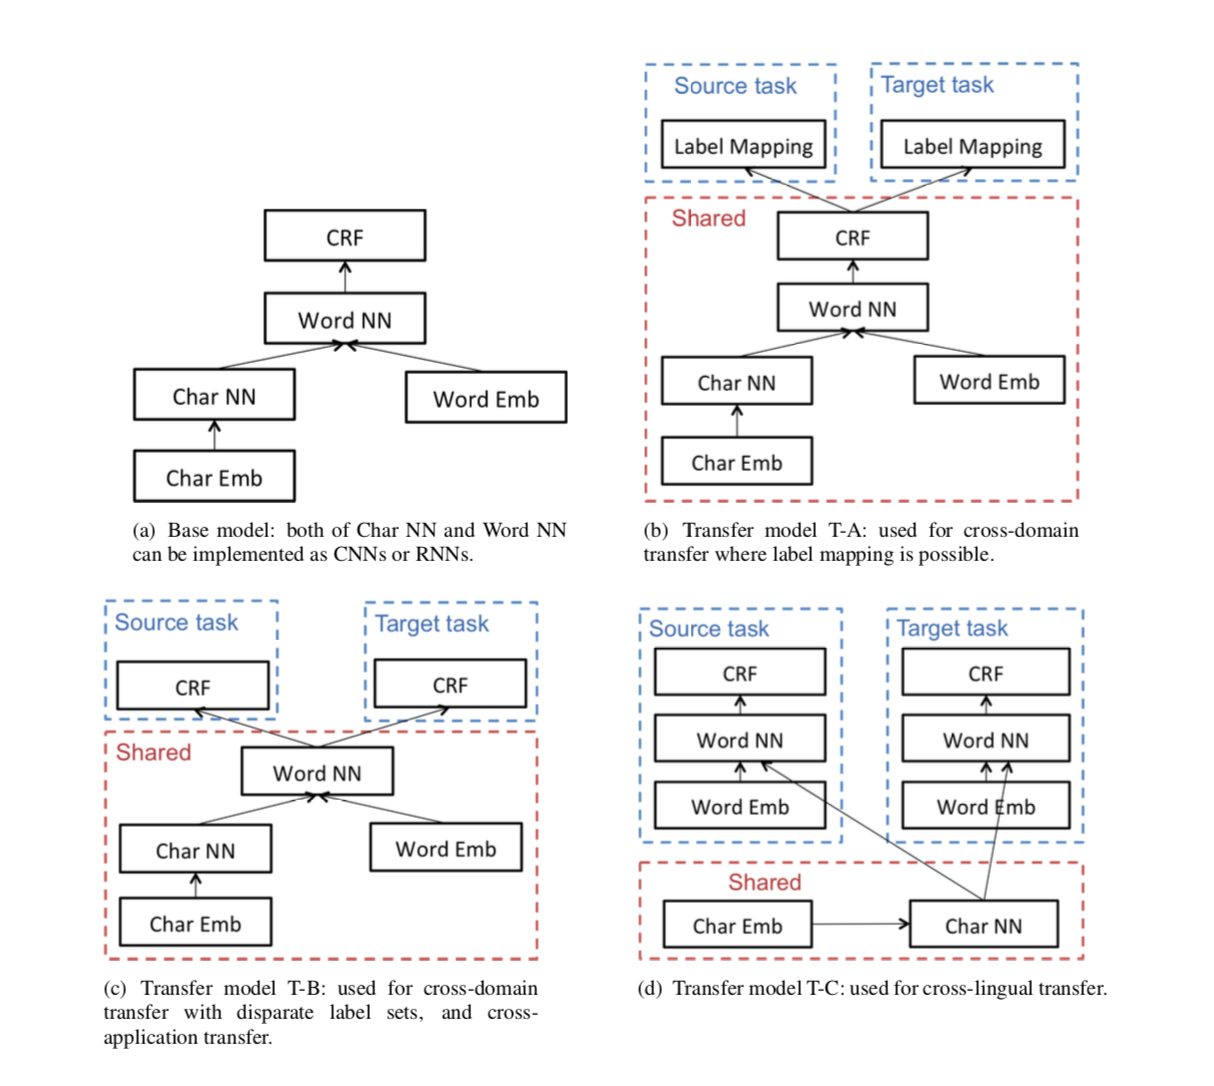 CRF
Word NN
Char NN
Word Emb
Char Emb
(a) Base model: both of Char NN and Word NN
can be implemented as CNNs or RNNs.
Source task
Target task
Label Mapping
Label Mapping
Shared
CRF
Word NN
Char NN
Word Emb
Char Emb
(b) Transfer model T-A: used for cross-domain
transfer where label mapping is possible.
Source task
Target task
CRF
CRF
Shared
Word NN
Char NN
Word Emb
Char Emb
(c) Transfer model T-B: used for cross-domain
transfer with disparate label sets, and cross-
application transfer.
Source task
Target task
CRF
CRF
Word NN
Word NN
Word Emb
Word Emb
Shared
Char Emb
Char NN
(d) Transfer model T-C: used for cross-lingual transfer.